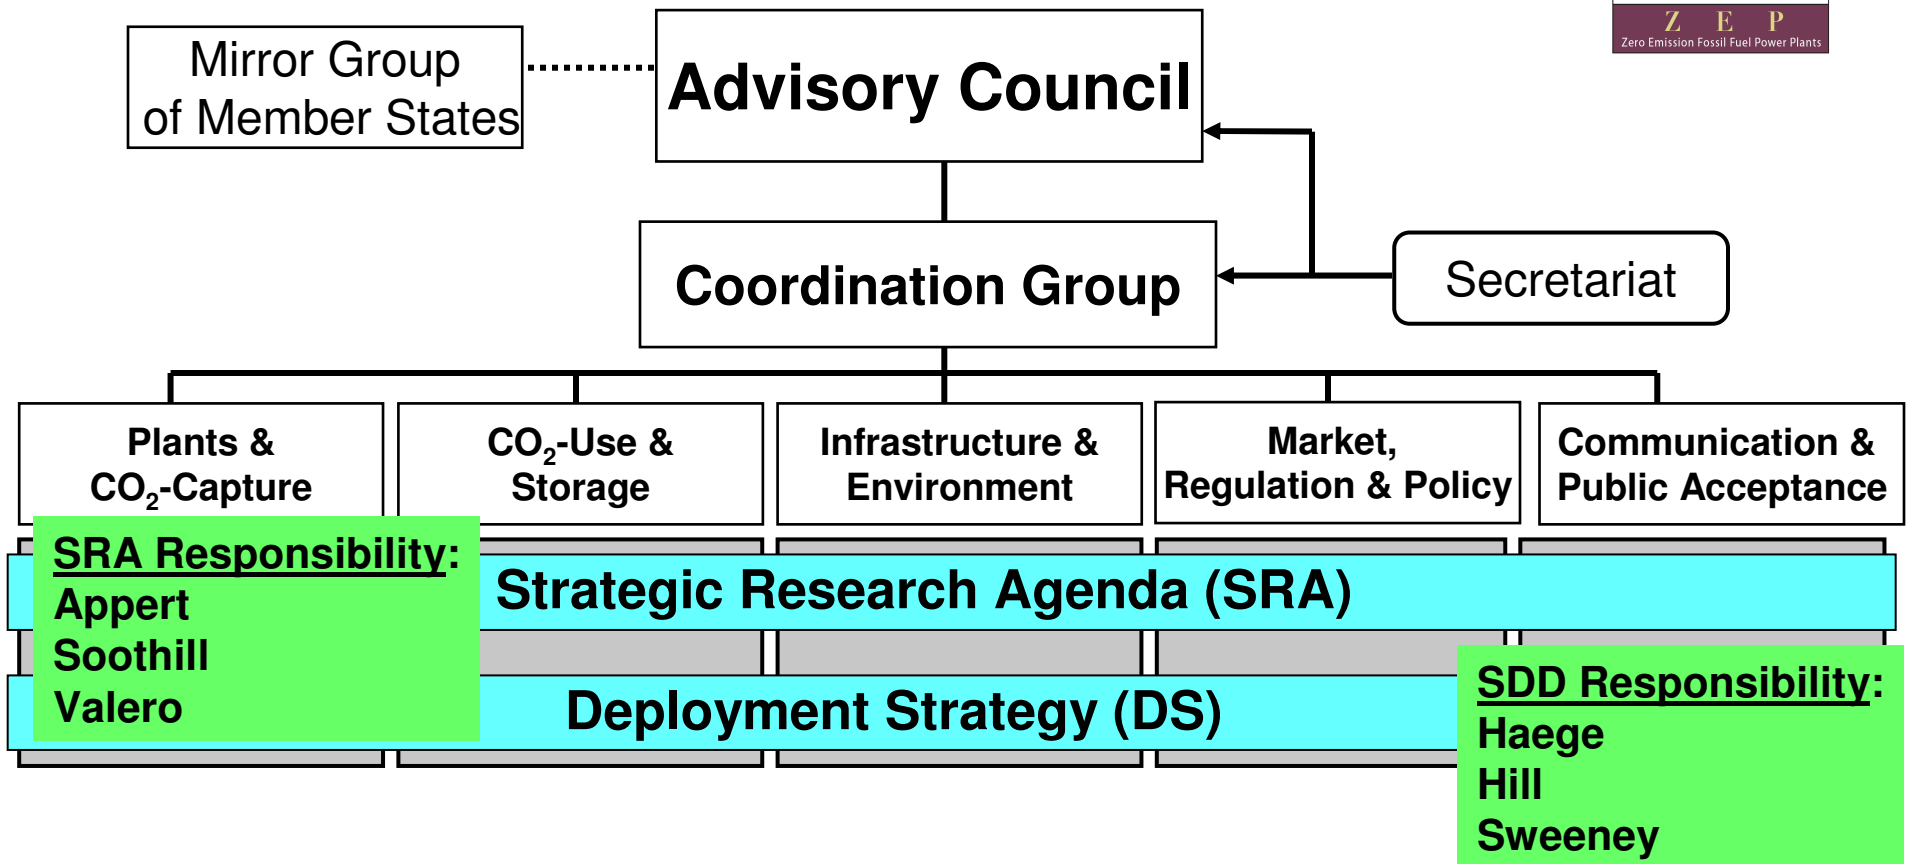 Z E P
Zero Emission Fossil Fuel Power Plants
Mirror Group
of Member States
Advisory Council
Coordination Group
Secretariat
Plants &
CO₂-Capture
CO₂-Use &
Storage
Infrastructure &
Environment
Market,
Regulation & Policy
Communication &
Public Acceptance
SRA Responsibility:
Appert
Soothill
Valero
Strategic Research Agenda (SRA)
Deployment Strategy (DS)
SDD Responsibility:
Haege
Hill
Sweeney